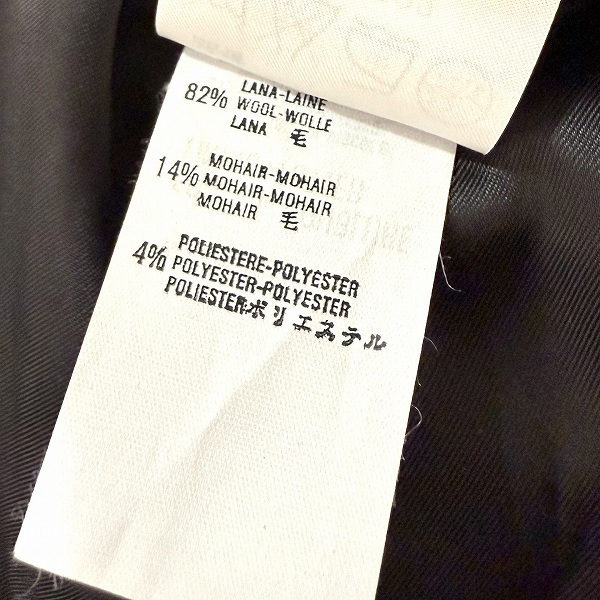 82% LANA-LAINE
WOOL-WOLLE
LANA 毛
14% MOHAIR-MOHAIR
MOHAIR-MOHAIR
MOHAIR 毛
4% POLIESTERE-POLYESTER
POLYESTER-POLYESTER
POLIESTER ポリエステル